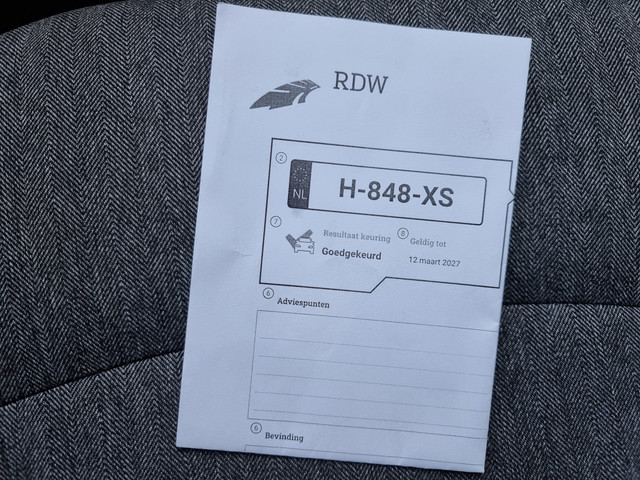 RDW
2
NL
H-848-XS
7
Resultaat keuring
Goedgekeurd
8
Geldig tot
12 maart 2027
6
Adviespunten
6
Bevinding